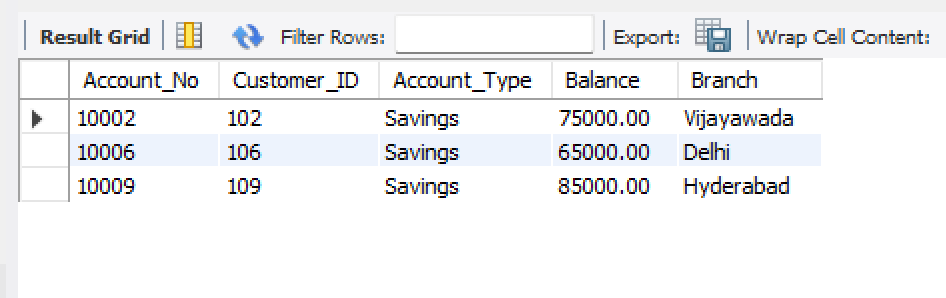 Result Grid Filter Rows: Export: Wrap Cell Content:
Account_No Customer_ID Account_Type Balance Branch
10002 102 Savings 75000.00 Vijayawada
10006 106 Savings 65000.00 Delhi
10009 109 Savings 85000.00 Hyderabad